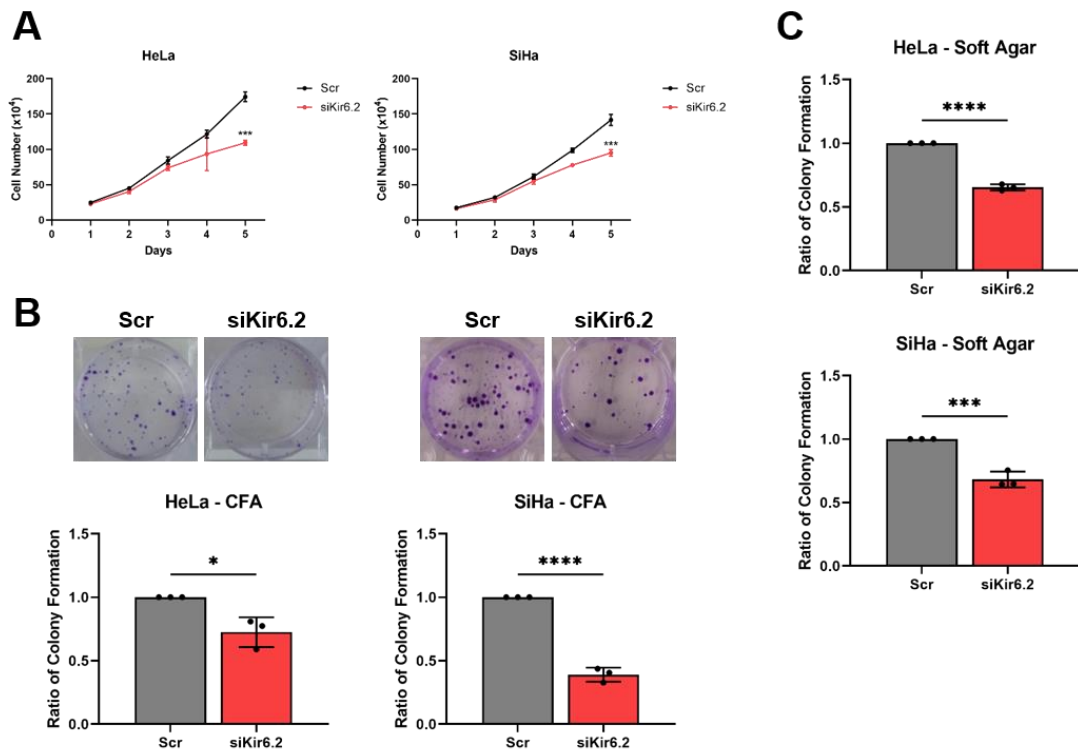 A
HeLa
Cell Number (x10⁴)
200
150
100
50
0
0 1 2 3 4 5
Days
Scr
siKir6.2
***
SiHa
Cell Number (x10⁴)
200
150
100
50
0
0 1 2 3 4 5
Days
Scr
siKir6.2
***
B
Scr siKir6.2
Scr siKir6.2
HeLa - CFA
Ratio of Colony Formation
1.5
1.0
0.5
0.0
*
Scr siKir6.2
SiHa - CFA
Ratio of Colony Formation
1.5
1.0
0.5
0.0
****
Scr siKir6.2
C
HeLa - Soft Agar
Ratio of Colony Formation
1.5
1.0
0.5
0.0
****
Scr siKir6.2
SiHa - Soft Agar
Ratio of Colony Formation
1.5
1.0
0.5
0.0
***
Scr siKir6.2